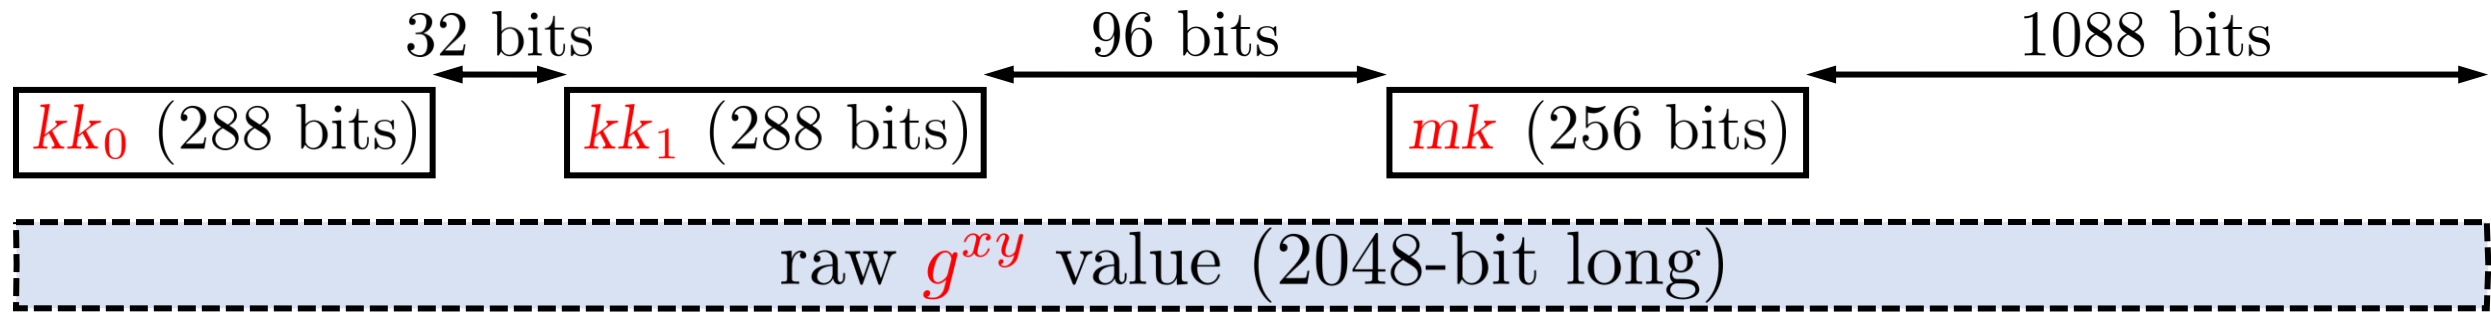 32 bits 96 bits 1088 bits
kk₀ (288 bits) kk₁ (288 bits) mk (256 bits)
raw gˣʸ value (2048-bit long)